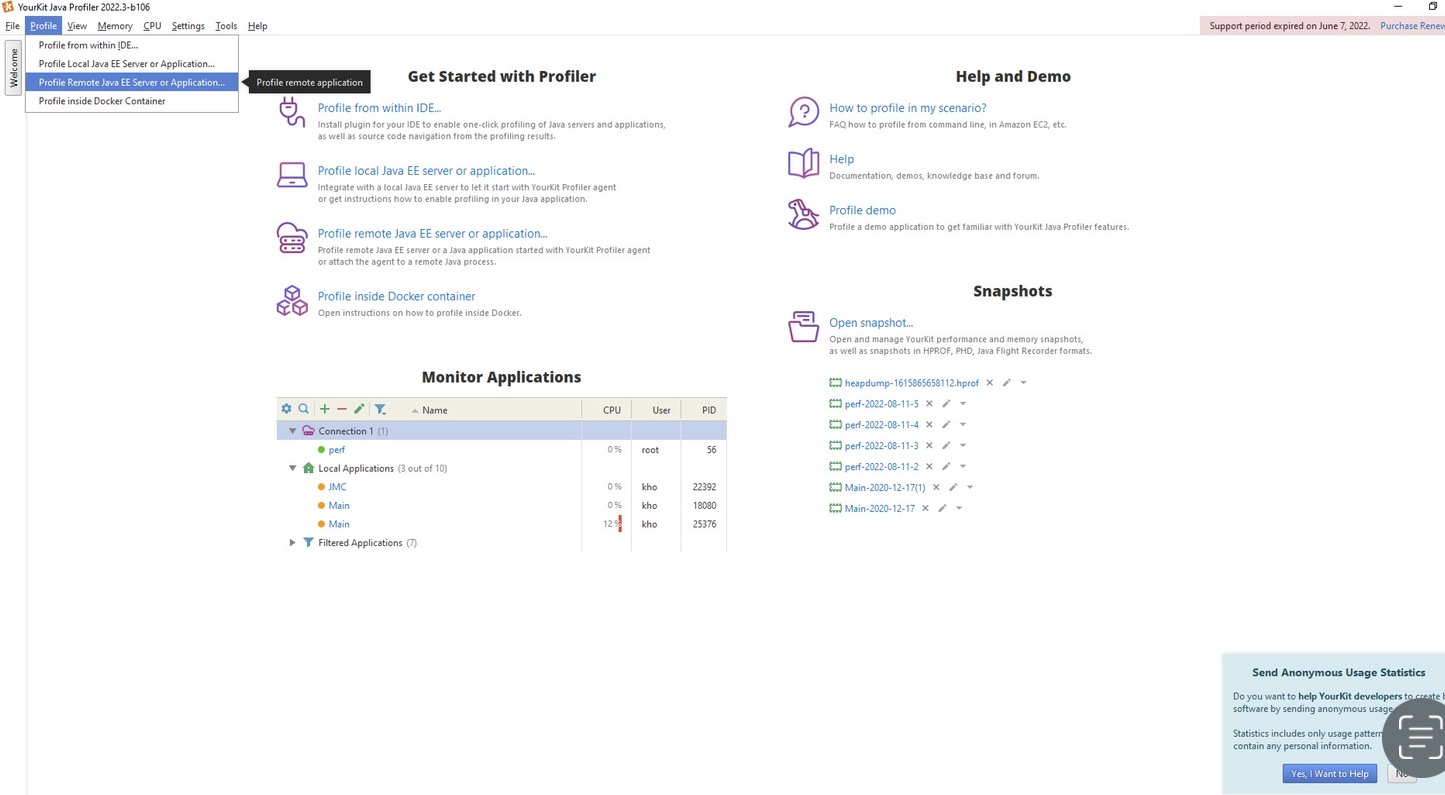 YourKit Java Profiler 2022.3-b106
File Profile View Memory CPU Settings Tools Help
Support period expired on June 7, 2022. Purchase Renew
Welcome
Profile from within IDE...
Profile Local Java EE Server or Application...
Profile Remote Java EE Server or Application...
Profile inside Docker Container
Profile remote application
Get Started with Profiler
Profile from within IDE...
Install plugin for your IDE to enable one-click profiling of Java servers and applications,
as well as source code navigation from the profiling results.
Profile local Java EE server or application...
Integrate with a local Java EE server to let it start with YourKit Profiler agent
or get instructions how to enable profiling in your Java application.
Profile remote Java EE server or application...
Profile remote Java EE server or a Java application started with YourKit Profiler agent
or attach the agent to a remote Java process.
Profile inside Docker container
Open instructions on how to profile inside Docker.
Monitor Applications
Name CPU User PID
Connection 1 (1)
perf 0 % root 56
Local Applications (3 out of 10)
JMC 0 % kho 22392
Main 0 % kho 18080
Main 12 % kho 25376
Filtered Applications (7)
Help and Demo
How to profile in my scenario?
FAQ how to profile from command line, in Amazon EC2, etc.
Help
Documentation, demos, knowledge base and forum.
Profile demo
Profile a demo application to get familiar with YourKit Java Profiler features.
Snapshots
Open snapshot...
Open and manage YourKit performance and memory snapshots,
as well as snapshots in HPROF, PHD, Java Flight Recorder formats.
heapdump-1615865658112.hprof
perf-2022-08-11-5
perf-2022-08-11-4
perf-2022-08-11-3
perf-2022-08-11-2
Main-2020-12-17(1)
Main-2020-12-17
Send Anonymous Usage Statistics
Do you want to help YourKit developers to create b
software by sending anonymous usage
Statistics includes only usage pattern
contain any personal information.
Yes, I Want to Help No